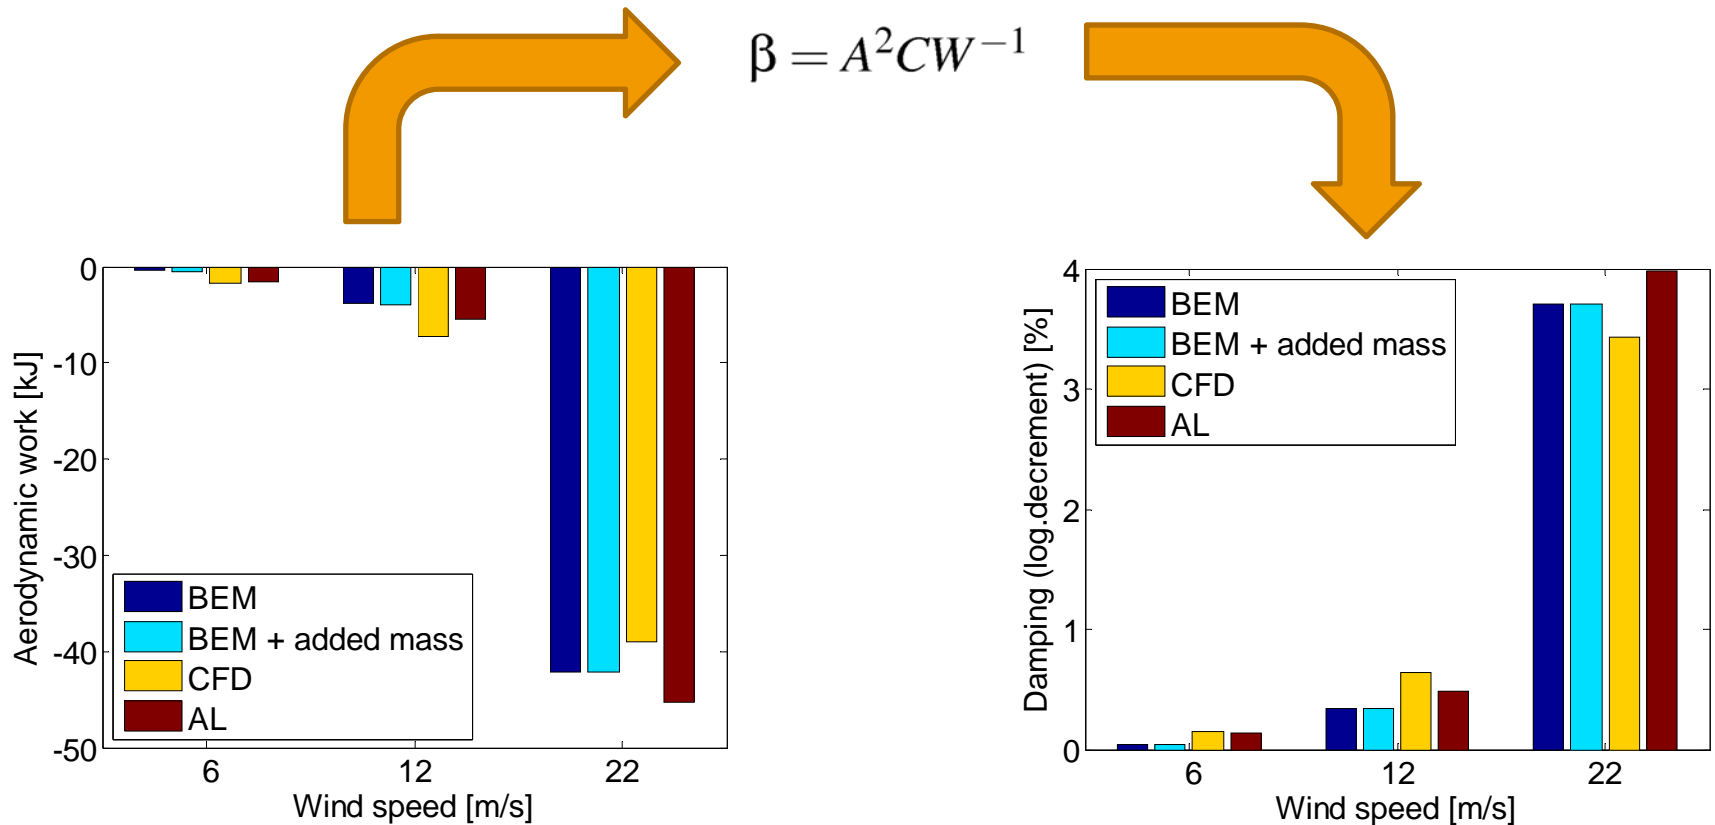 β = A²CW⁻¹
0
-10
-20
-30
-40
-50
Aerodynamic work [kJ]
BEM
BEM + added mass
CFD
AL
6 12 22
Wind speed [m/s]
4
3
2
1
0
Damping (log.decrement) [%]
BEM
BEM + added mass
CFD
AL
6 12 22
Wind speed [m/s]